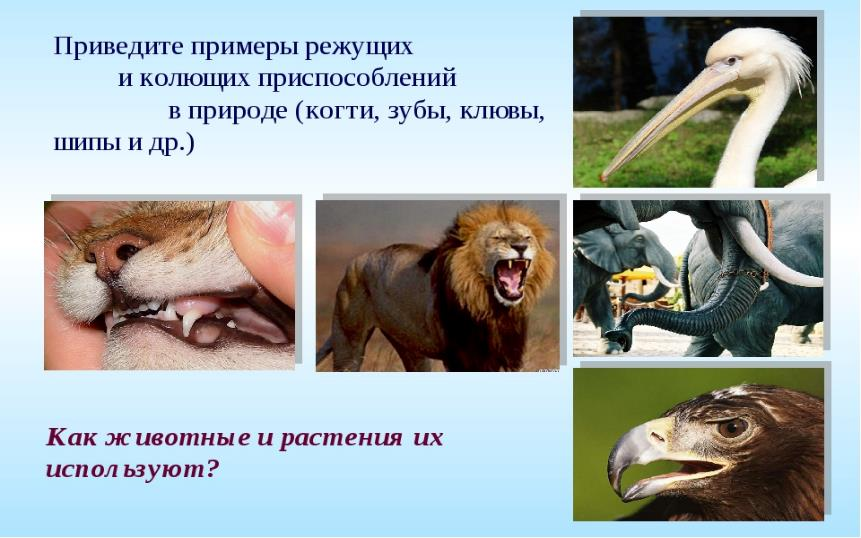 Приведите примеры режущих
и колющих приспособлений
в природе (когти, зубы, клювы,
шипы и др.)
Как животные и растения их
используют?